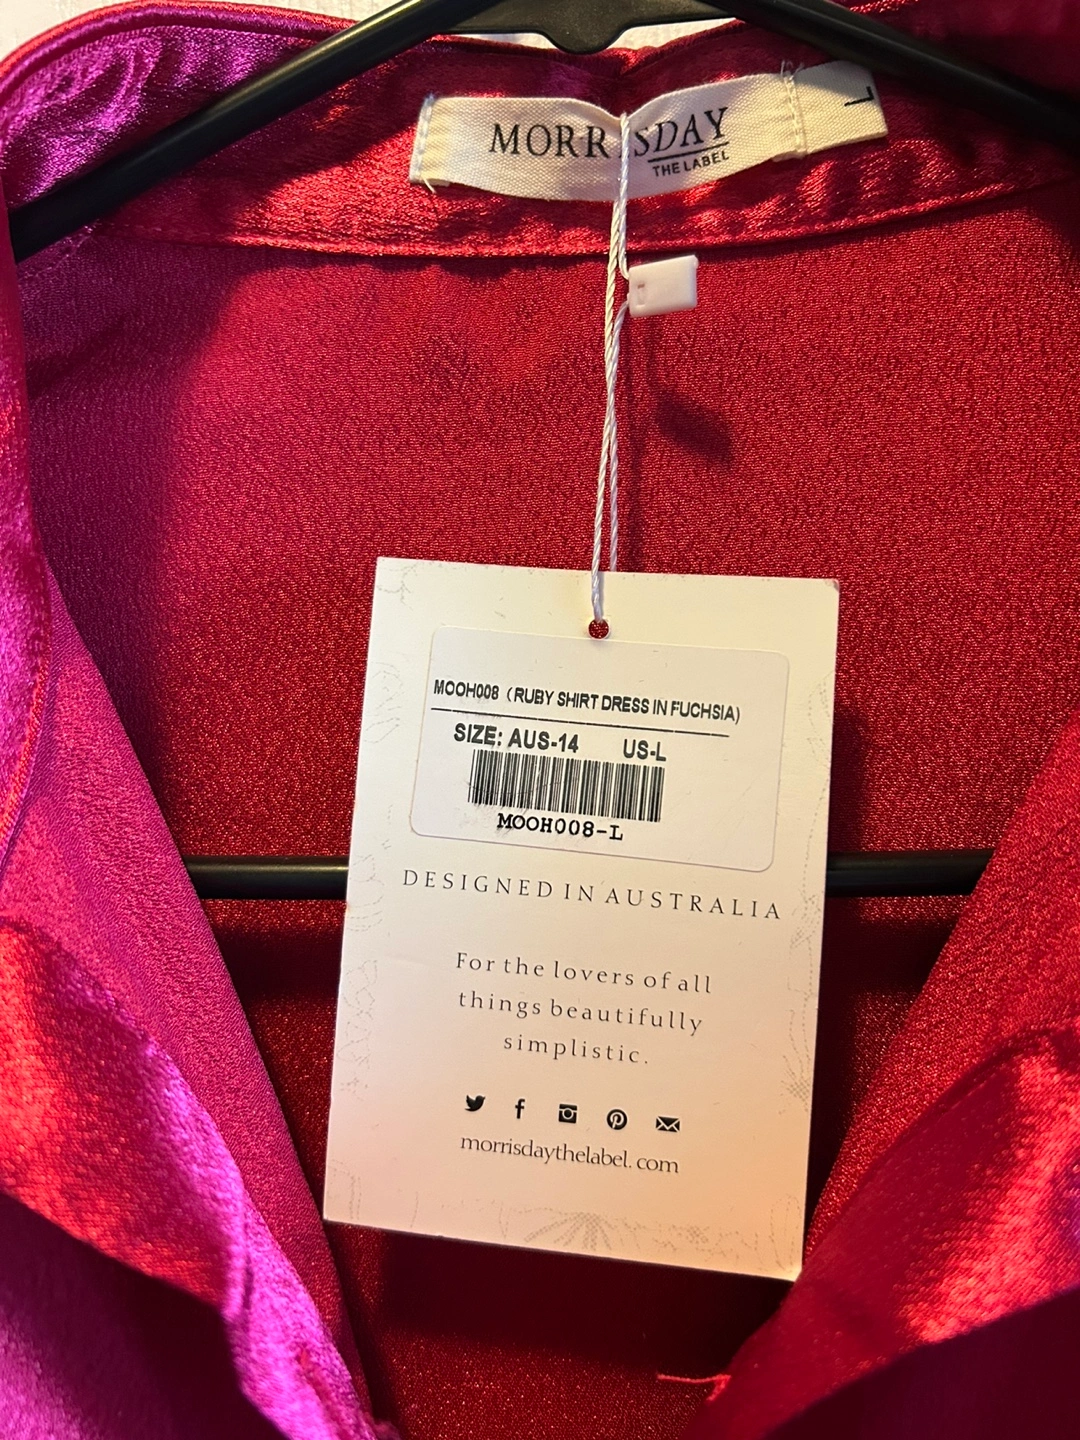 MORRISDAY
THE LABEL
L
MOOH008 (RUBY SHIRT DRESS IN FUCHSIA)
SIZE: AUS-14 US-L
MOOH008-L
DESIGNED IN AUSTRALIA
For the lovers of all
things beautifully
simplistic.
morrisdaythelabel.com